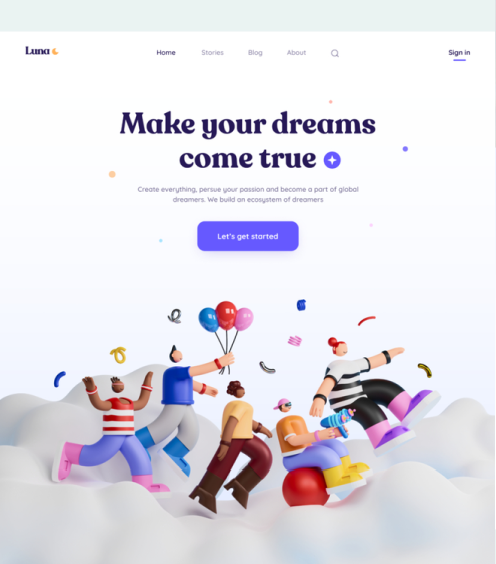 Luna
Home Stories Blog About
Sign in
Make your dreams
come true
Create everything, persue your passion and become a part of global
dreamers. We build an ecosystem of dreamers
Let's get started